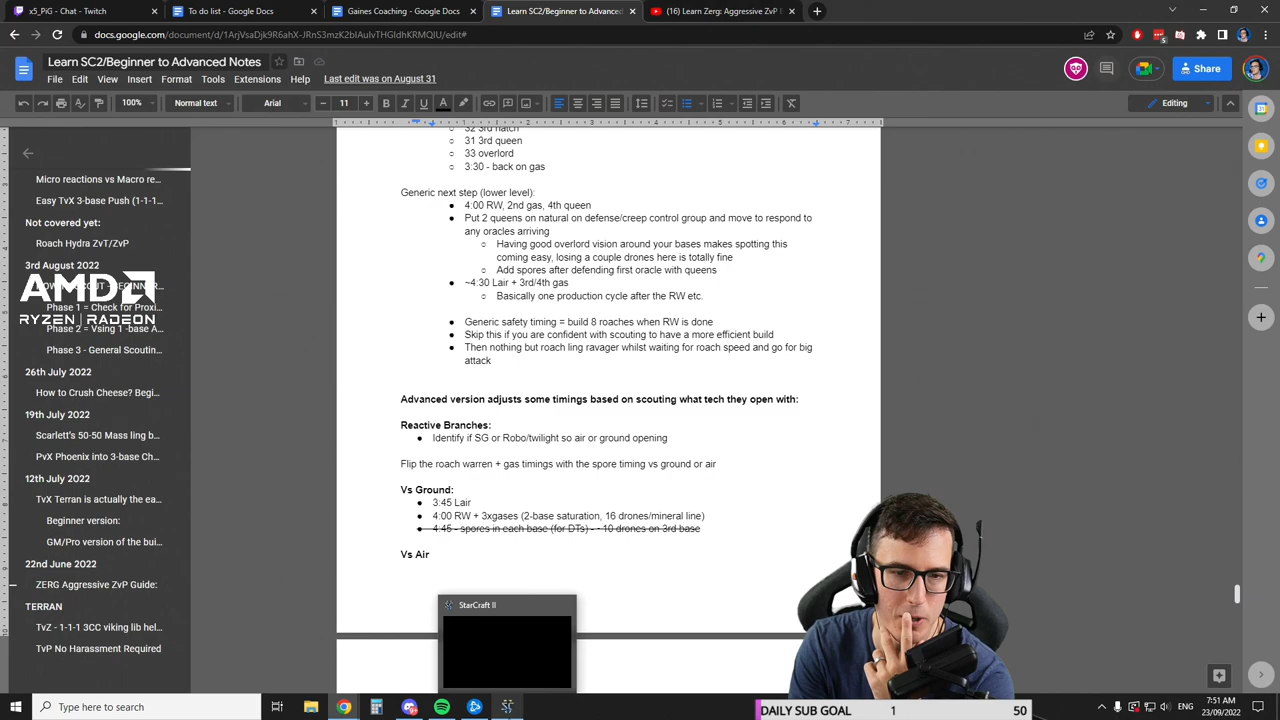 x5_PiG - Chat - Twitch
To do list - Google Docs
Gaines Coaching - Google Docs
Learn SC2/Beginner to Advanced
(16) Learn Zerg: Aggressive ZvP
docs.google.com/document/d/1ArjVsaDjk9R6ahX-JRnS3mzK2bIAuIvTHGIdhKRMQIU/edit#
Learn SC2/Beginner to Advanced Notes
File Edit View Insert Format Tools Extensions Help
Last edit was on August 31
Share
100%
Normal text
Arial
11
Editing
32 3rd hatch
31 3rd queen
33 overlord
3:30 - back on gas
Generic next step (lower level):
4:00 RW, 2nd gas, 4th queen
Put 2 queens on natural on defense/creep control group and move to respond to
any oracles arriving
Having good overlord vision around your bases makes spotting this
coming easy, losing a couple drones here is totally fine
Add spores after defending first oracle with queens
~4:30 Lair + 3rd/4th gas
Basically one production cycle after the RW etc.
Generic safety timing = build 8 roaches when RW is done
Skip this if you are confident with scouting to have a more efficient build
Then nothing but roach ling ravager whilst waiting for roach speed and go for big
attack
Advanced version adjusts some timings based on scouting what tech they open with:
Reactive Branches:
Identify if SG or Robo/twilight so air or ground opening
Flip the roach warren + gas timings with the spore timing vs ground or air
Vs Ground:
3:45 Lair
4:00 RW + 3xgases (2-base saturation, 16 drones/mineral line)
4:45 - spores in each base (for DTs) - ~10 drones on 3rd base
Vs Air
Micro reactions vs Macro re...
Easy TvX 3-base Push (1-1-1...
Not covered yet:
Roach Hydra ZvT/ZvP
3rd August 2022
Phase 1 = Check for Proxi...
Phase 2 = Vsing 1-base A...
Phase 3 - General Scoutin...
26th July 2022
How to Crush Cheese? Begi...
19th July 2022
Scarlett's 50-50 Mass ling b...
PvX Phoenix into 3-base Ch...
12th July 2022
TvX Terran is actually the ea...
Beginner version:
GM/Pro version of the bui...
22nd June 2022
ZERG Aggressive ZvP Guide:
TERRAN
TvZ - 1-1-1 3CC viking lib he...
TvP No Harassment Required
AMD
RYZEN RADEON
StarCraft II
Type here to search
ENG
7:51 AM
23/09/2022
DAILY SUB GOAL 1 50